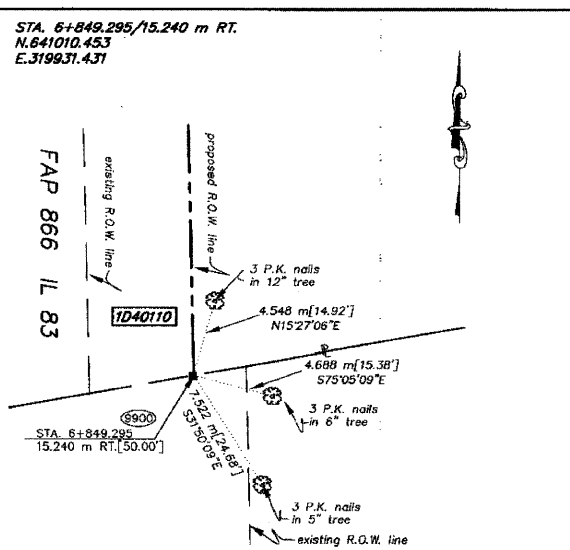 STA. 6+849.295/15.240 m RT.
N.641010.453
E.319931.431
FAP 866 IL 83
existing R.O.W. line
proposed R.O.W. line
3 P.K. nails
in 12" tree
1D40110
4.548 m[14.92']
N15°27'06"E
4.688 m[15.38']
S75°05'09"E
9900
STA. 6+849.295
15.240 m RT.[50.00']
7.522 m[24.68']
S31°50'09"E
3 P.K. nails
in 6" tree
3 P.K. nails
in 5" tree
existing R.O.W. line